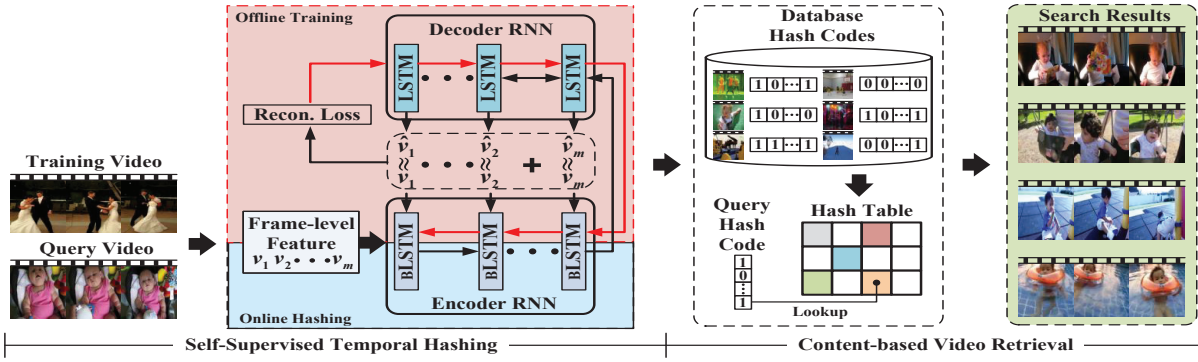 Offline Training
Decoder RNN
LSTM
LSTM
LSTM
Recon. Loss
v̂1 v̂2 v̂m
≈ ≈ + ≈
v1 v2 vm
Training Video
Query Video
Frame-level
Feature
v1 v2 ••• vm
BLSTM
BLSTM
BLSTM
Encoder RNN
Online Hashing
Self-Supervised Temporal Hashing
Database
Hash Codes
1 0 ··· 1
0 0 ··· 0
1 0 ··· 0
1 0 ··· 1
1 1 ··· 1
0 0 ··· 1
Query
Hash
Code
1
0
⋮
1
Hash Table
Lookup
Content-based Video Retrieval
Search Results